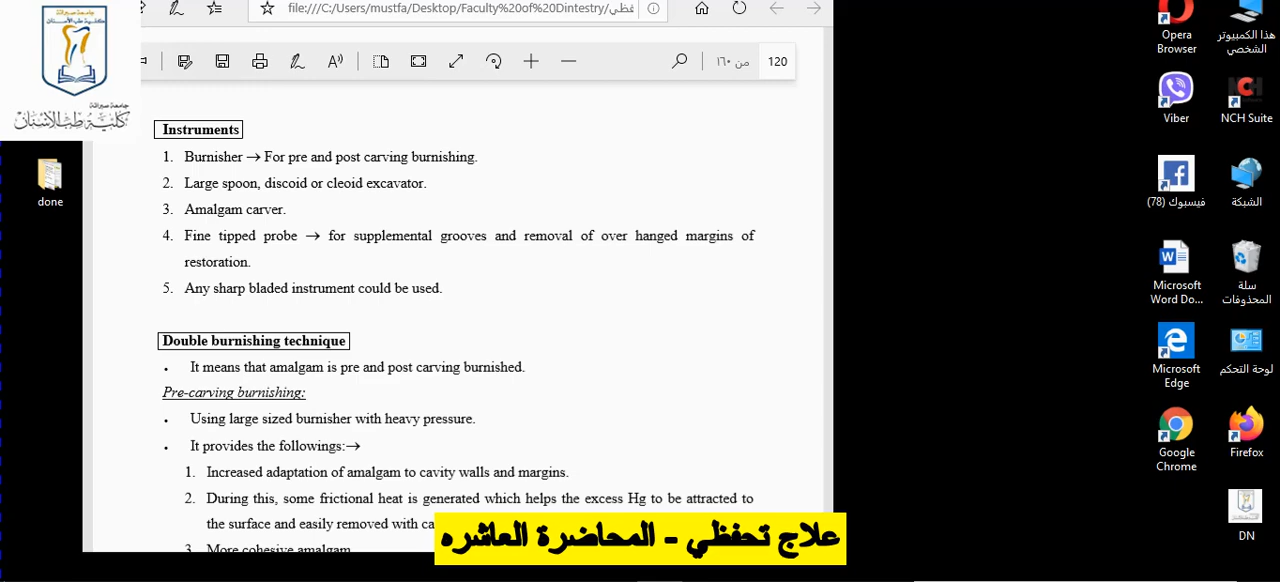 file:///C:/Users/mustfa/Desktop/Faculty%20of%20Dintestry/
120
من ١٦٠
جامعة صبراتة
كلية طب الأسنان
Instruments
1. Burnisher → For pre and post carving burnishing.
2. Large spoon, discoid or cleoid excavator.
3. Amalgam carver.
4. Fine tipped probe → for supplemental grooves and removal of over hanged margins of
restoration.
5. Any sharp bladed instrument could be used.
Double burnishing technique
• It means that amalgam is pre and post carving burnished.
Pre-carving burnishing:
• Using large sized burnisher with heavy pressure.
• It provides the followings:→
1. Increased adaptation of amalgam to cavity walls and margins.
2. During this, some frictional heat is generated which helps the excess Hg to be attracted to
the surface and easily removed with
3. More cohesive amalgam
علاج تحفظي - المحاضرة العاشره
done
Opera
Browser
هذا الكمبيوتر
الشخصي
Viber
NCH Suite
فيسبوك (78)
الشبكة
Microsoft
Word Do...
سلة
المحذوفات
Microsoft
Edge
لوحة التحكم
Google
Chrome
Firefox
DN